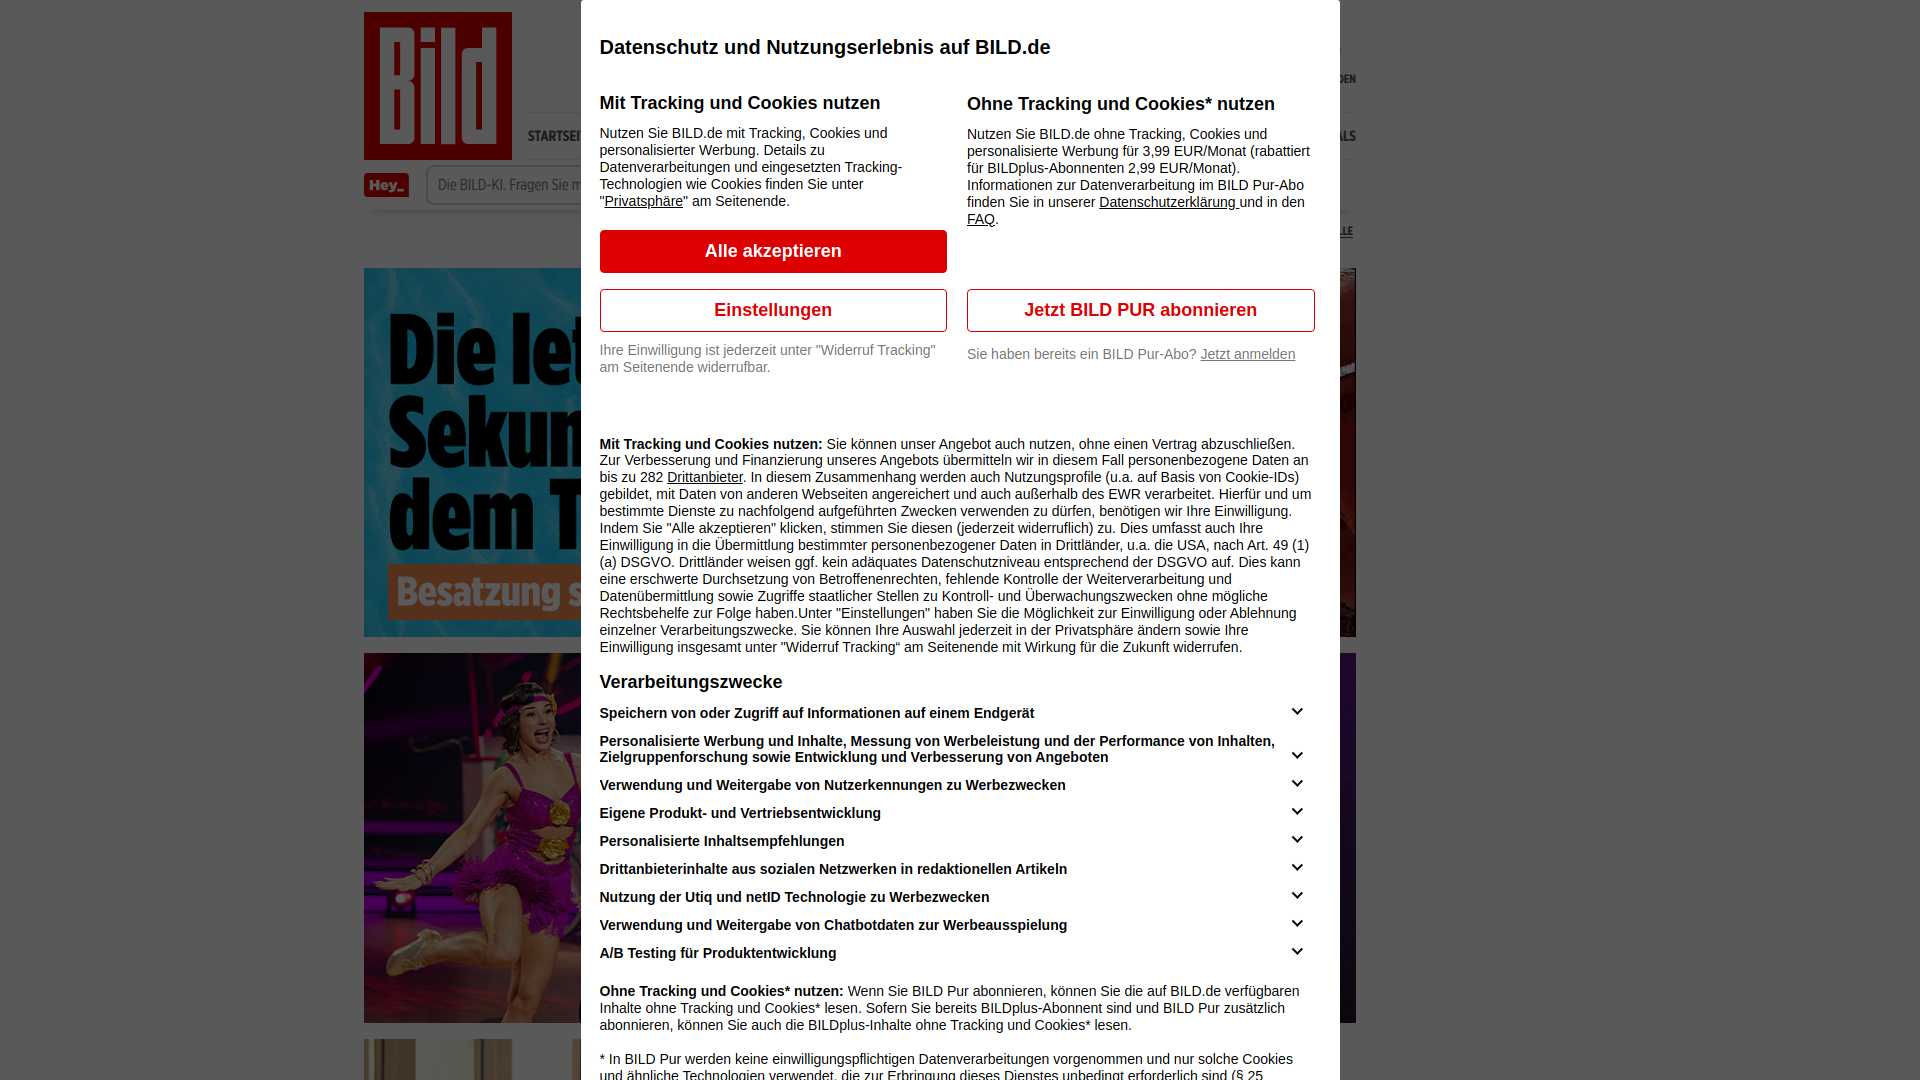 Bild
Datenschutz und Nutzungserlebnis auf BILD.de
Mit Tracking und Cookies nutzen
Nutzen Sie BILD.de mit Tracking, Cookies und
personalisierter Werbung. Details zu
Datenverarbeitungen und eingesetzten Tracking-
Technologien wie Cookies finden Sie unter
"Privatsphäre" am Seitenende.
Alle akzeptieren
Einstellungen
Ihre Einwilligung ist jederzeit unter "Widerruf Tracking"
am Seitenende widerrufbar.
Ohne Tracking und Cookies* nutzen
Nutzen Sie BILD.de ohne Tracking, Cookies und
personalisierte Werbung für 3,99 EUR/Monat (rabattiert
für BILDplus-Abonnenten 2,99 EUR/Monat).
Informationen zur Datenverarbeitung im BILD Pur-Abo
finden Sie in unserer Datenschutzerklärung und in den
FAQ.
Jetzt BILD PUR abonnieren
Sie haben bereits ein BILD Pur-Abo? Jetzt anmelden
Mit Tracking und Cookies nutzen: Sie können unser Angebot auch nutzen, ohne einen Vertrag abzuschließen.
Zur Verbesserung und Finanzierung unseres Angebots übermitteln wir in diesem Fall personenbezogene Daten an
bis zu 282 Drittanbieter. In diesem Zusammenhang werden auch Nutzungsprofile (u.a. auf Basis von Cookie-IDs)
gebildet, mit Daten von anderen Webseiten angereichert und auch außerhalb des EWR verarbeitet. Hierfür und um
bestimmte Dienste zu nachfolgend aufgeführten Zwecken verwenden zu dürfen, benötigen wir Ihre Einwilligung.
Indem Sie "Alle akzeptieren" klicken, stimmen Sie diesen (jederzeit widerruflich) zu. Dies umfasst auch Ihre
Einwilligung in die Übermittlung bestimmter personenbezogener Daten in Drittländer, u.a. die USA, nach Art. 49 (1)
(a) DSGVO. Drittländer weisen ggf. kein adäquates Datenschutzniveau entsprechend der DSGVO auf. Dies kann
eine erschwerte Durchsetzung von Betroffenenrechten, fehlende Kontrolle der Weiterverarbeitung und
Datenübermittlung sowie Zugriffe staatlicher Stellen zu Kontroll- und Überwachungszwecken ohne mögliche
Rechtsbehelfe zur Folge haben.Unter "Einstellungen" haben Sie die Möglichkeit zur Einwilligung oder Ablehnung
einzelner Verarbeitungszwecke. Sie können Ihre Auswahl jederzeit in der Privatsphäre ändern sowie Ihre
Einwilligung insgesamt unter "Widerruf Tracking“ am Seitenende mit Wirkung für die Zukunft widerrufen.
Verarbeitungszwecke
Speichern von oder Zugriff auf Informationen auf einem Endgerät
Personalisierte Werbung und Inhalte, Messung von Werbeleistung und der Performance von Inhalten,
Zielgruppenforschung sowie Entwicklung und Verbesserung von Angeboten
Verwendung und Weitergabe von Nutzerkennungen zu Werbezwecken
Eigene Produkt- und Vertriebsentwicklung
Personalisierte Inhaltsempfehlungen
Drittanbieterinhalte aus sozialen Netzwerken in redaktionellen Artikeln
Nutzung der Utiq und netID Technologie zu Werbezwecken
Verwendung und Weitergabe von Chatbotdaten zur Werbeausspielung
A/B Testing für Produktentwicklung
Ohne Tracking und Cookies* nutzen: Wenn Sie BILD Pur abonnieren, können Sie die auf BILD.de verfügbaren
Inhalte ohne Tracking und Cookies* lesen. Sofern Sie bereits BILDplus-Abonnent sind und BILD Pur zusätzlich
abonnieren, können Sie auch die BILDplus-Inhalte ohne Tracking und Cookies* lesen.
* In BILD Pur werden keine einwilligungspflichtigen Datenverarbeitungen vorgenommen und nur solche Cookies
und ähnliche Technologien verwendet, die zur Erbringung dieses Dienstes unbedingt erforderlich sind (§ 25
STARTSEI
Hey_
Die BILD-KI. Fragen Sie m
DEN
ALS
LLE
Die let
Sekun
dem T
Besatzung s